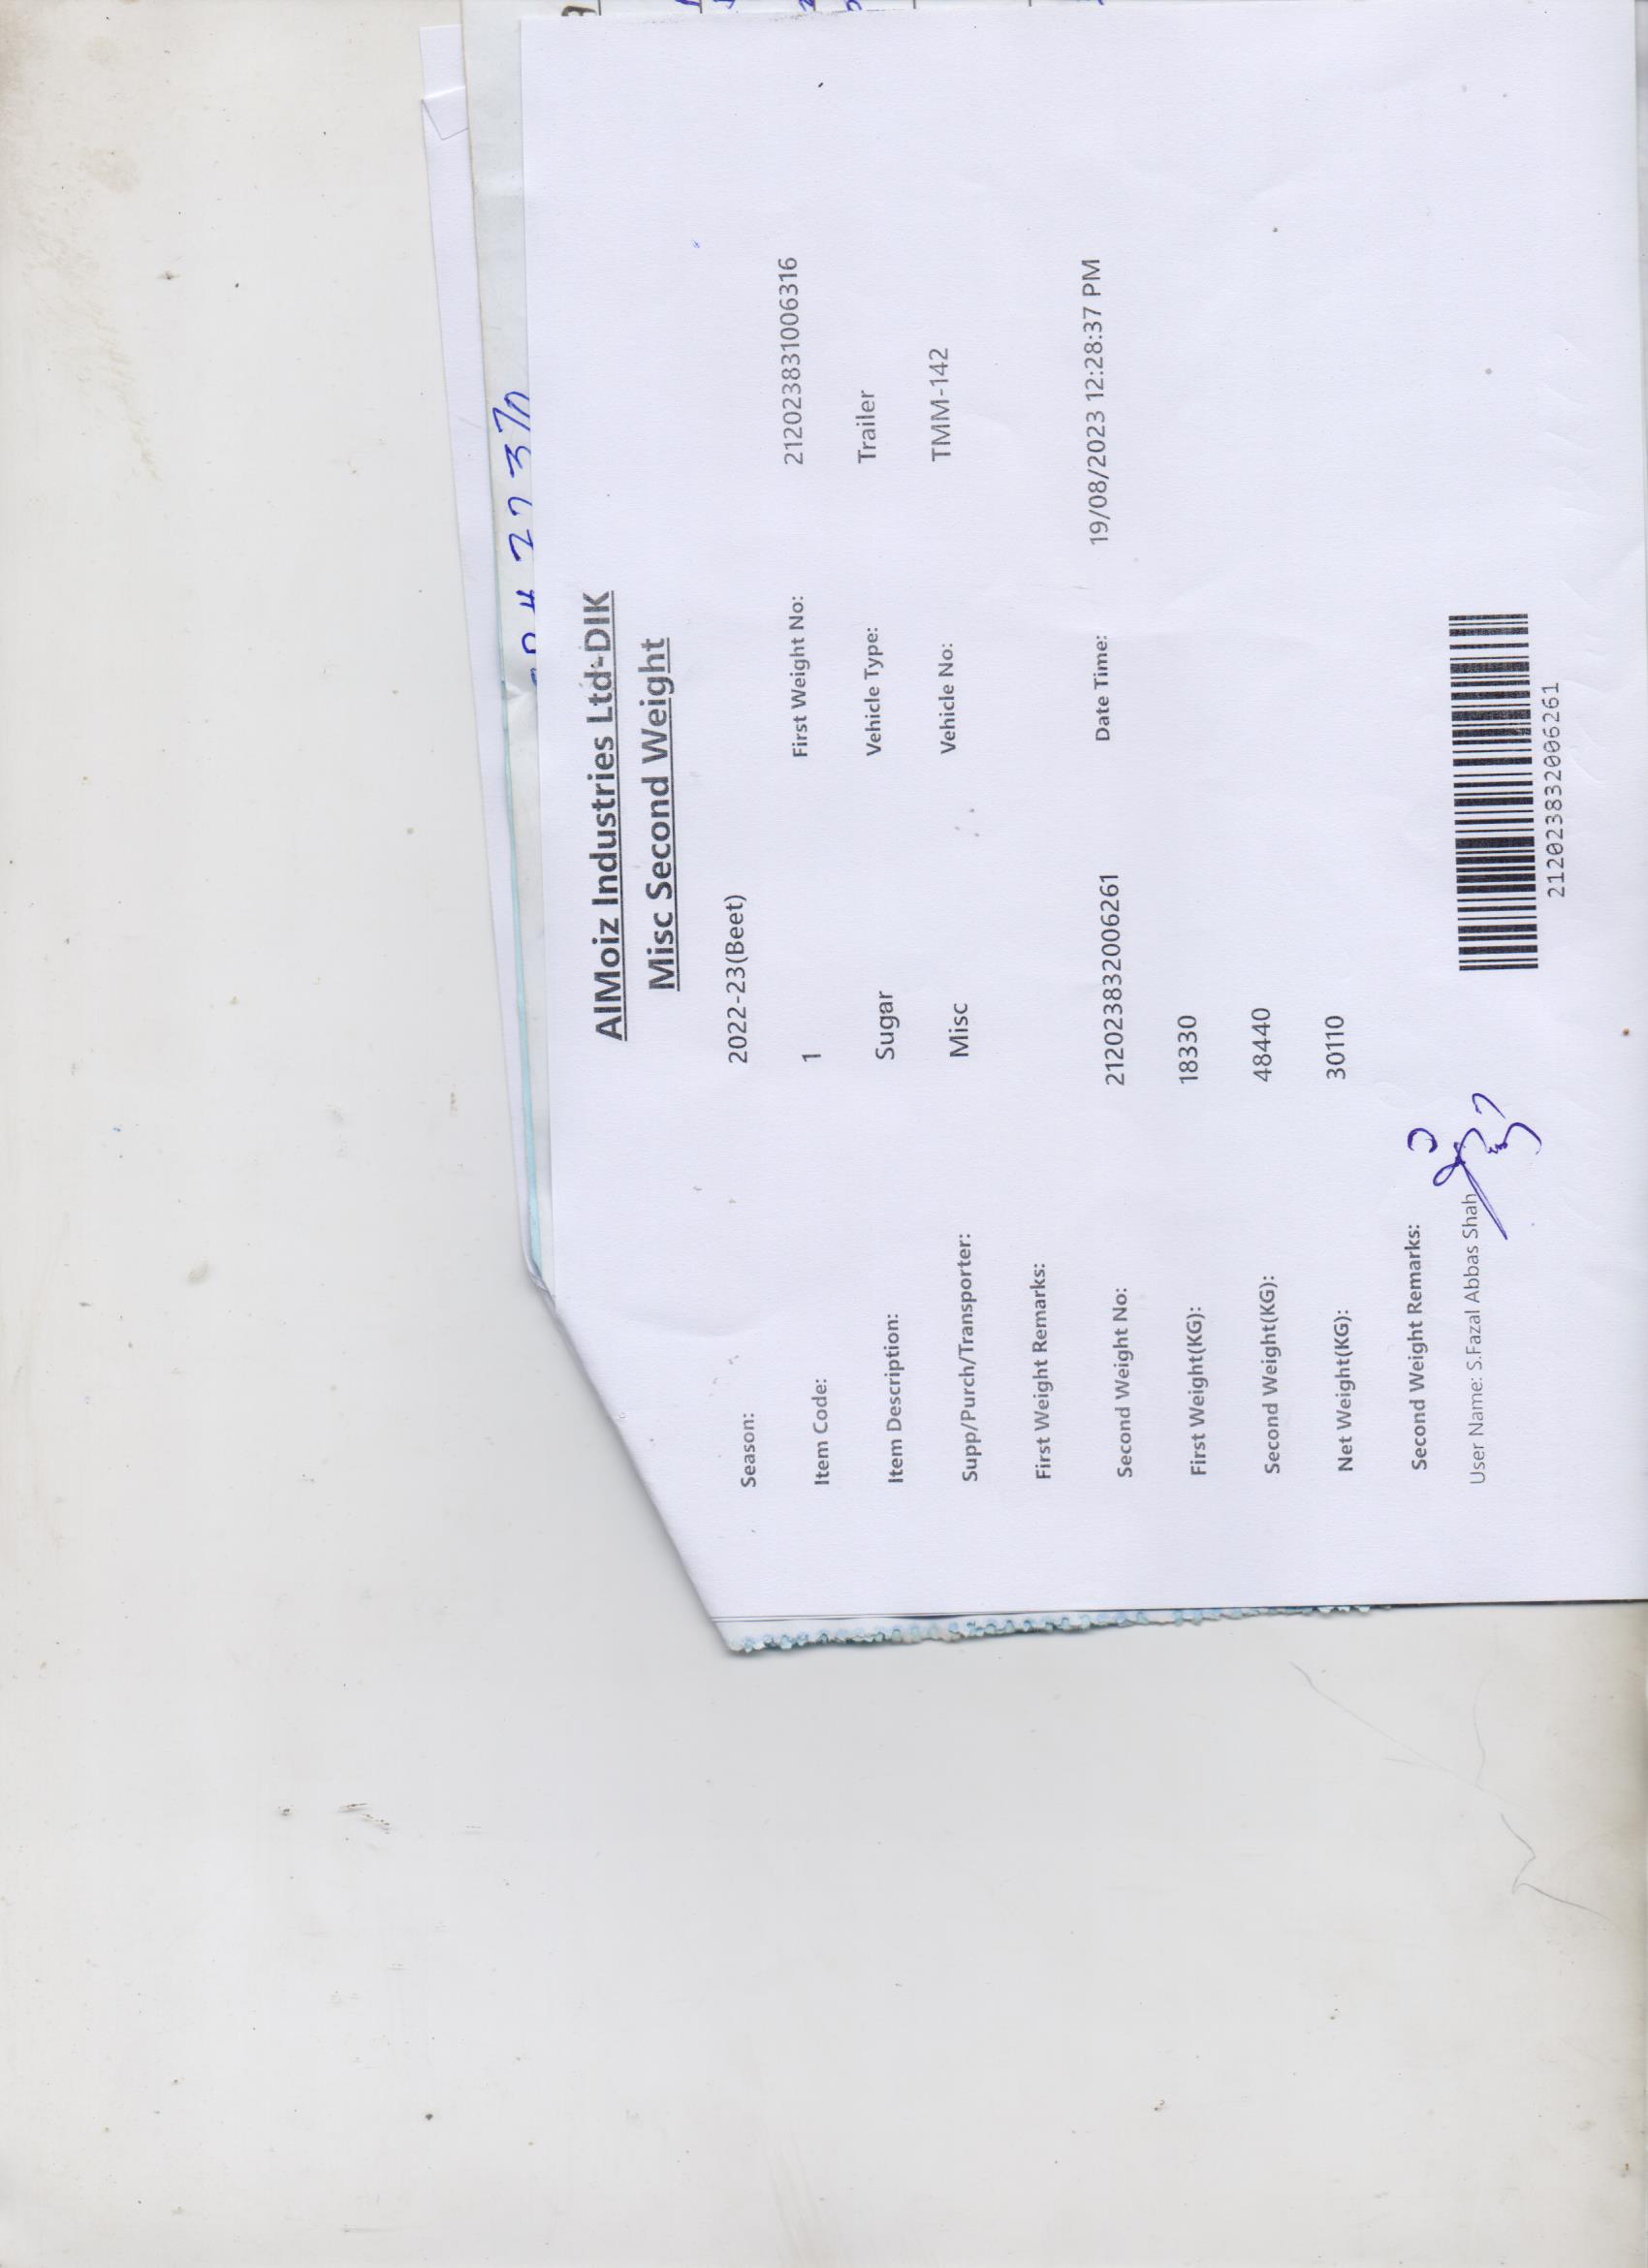 AlMoiz Industries Ltd-DIK
Misc Second Weight
Season: 2022-23(Beet)
Item Code: 1 First Weight No: 212023831006316
Item Description: Sugar Vehicle Type: Trailer
Supp/Purch/Transporter: Misc Vehicle No: TMM-142
First Weight Remarks:
Second Weight No: 212023832006261 Date Time: 19/08/2023 12:28:37 PM
First Weight(KG): 18330
Second Weight(KG): 48440
Net Weight(KG): 30110
Second Weight Remarks:
User Name: S.Fazal Abbas Shah
212023832006261